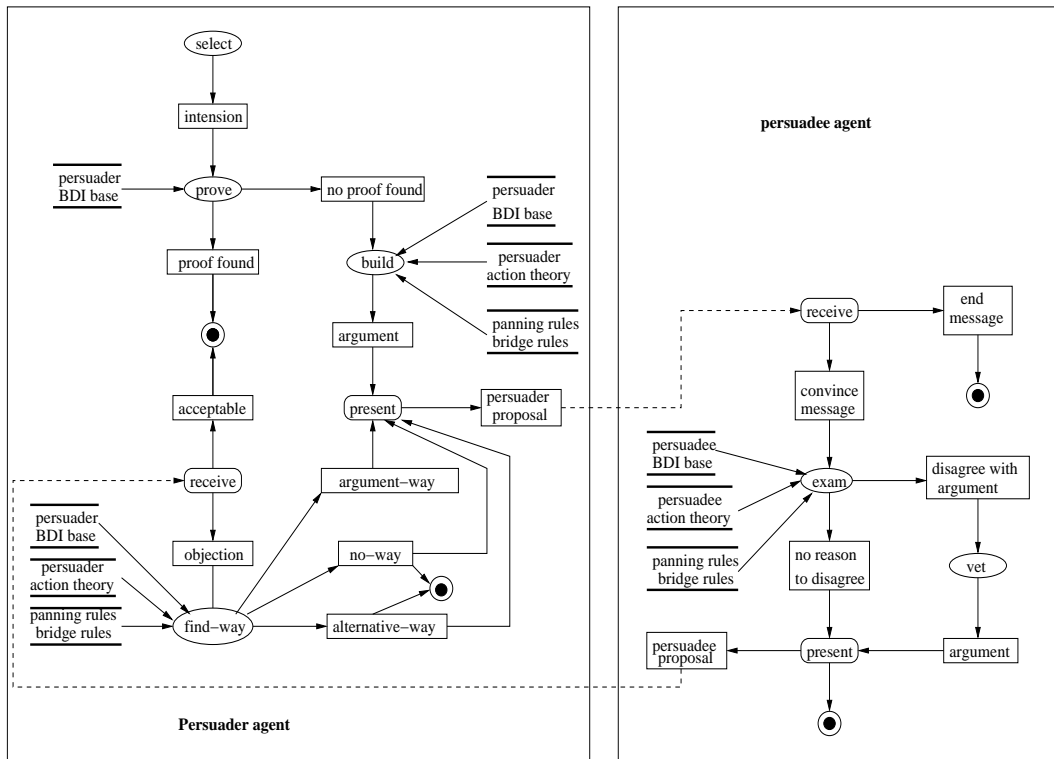 select
intension
persuader
BDI base
prove
no proof found
persuader
BDI base
proof found
build
persuader
action theory
argument
panning rules
bridge rules
acceptable
present
persuader
proposal
receive
argument−way
persuader
BDI base
objection
no−way
persuader
action theory
panning rules
bridge rules
find−way
alternative−way
Persuader agent
persuadee agent
receive
end
message
convince
message
persuadee
BDI base
exam
disagree with
argument
persuadee
action theory
panning rules
bridge rules
no reason
to disagree
vet
persuadee
proposal
present
argument